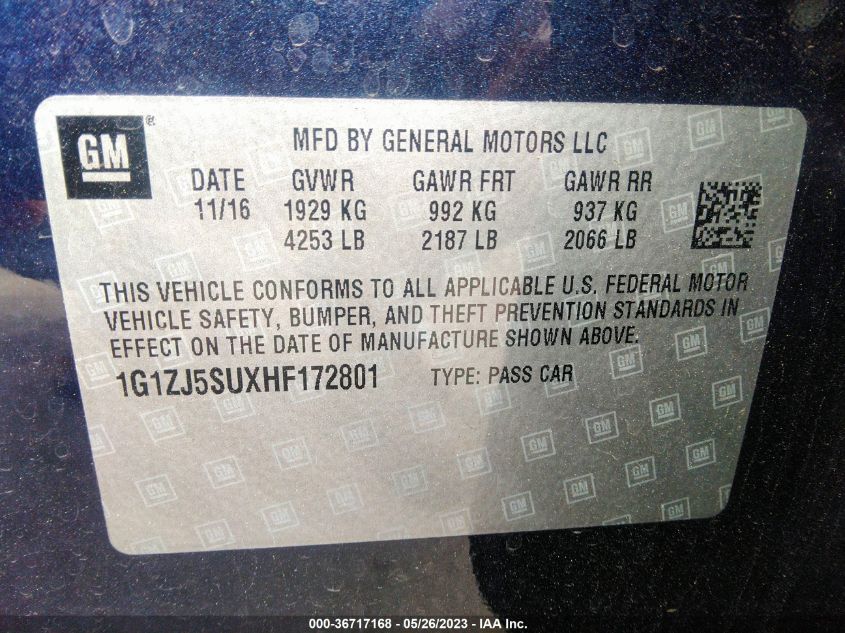 GM ®
MFD BY GENERAL MOTORS LLC
DATE GVWR GAWR FRT GAWR RR
11/16 1929 KG 992 KG 937 KG
4253 LB 2187 LB 2066 LB
THIS VEHICLE CONFORMS TO ALL APPLICABLE U.S. FEDERAL MOTOR
VEHICLE SAFETY, BUMPER, AND THEFT PREVENTION STANDARDS IN
EFFECT ON THE DATE OF MANUFACTURE SHOWN ABOVE.
1G1ZJ5SUXHF172801 TYPE: PASS CAR
000-36717168 - 05/26/2023 - IAA Inc.